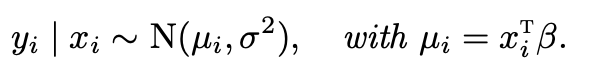 yᵢ | xᵢ ∼ N(μᵢ, σ²), with μᵢ = xᵢᵀβ.